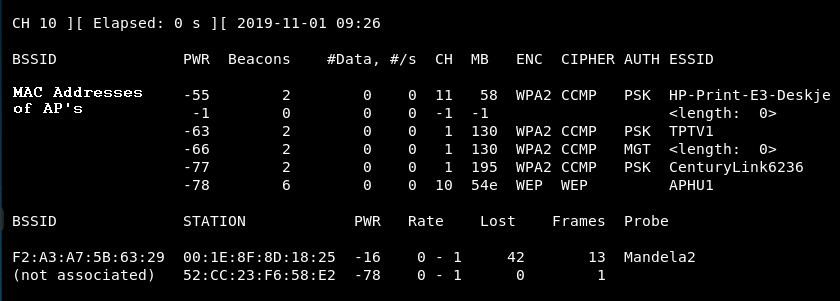 CH 10 ][ Elapsed: 0 s ][ 2019-11-01 09:26
BSSID PWR Beacons #Data, #/s CH MB ENC CIPHER AUTH ESSID
MAC Addresses
of AP's
-55 2 0 0 11 58 WPA2 CCMP PSK HP-Print-E3-Deskje
-1 0 0 0 -1 -1 <length: 0>
-63 2 0 0 1 130 WPA2 CCMP PSK TPTV1
-66 2 0 0 1 130 WPA2 CCMP MGT <length: 0>
-77 2 0 0 1 195 WPA2 CCMP PSK CenturyLink6236
-78 6 0 0 10 54e WEP WEP APHU1
BSSID STATION PWR Rate Lost Frames Probe
F2:A3:A7:5B:63:29 00:1E:8F:8D:18:25 -16 0 - 1 42 13 Mandela2
(not associated) 52:CC:23:F6:58:E2 -78 0 - 1 0 1